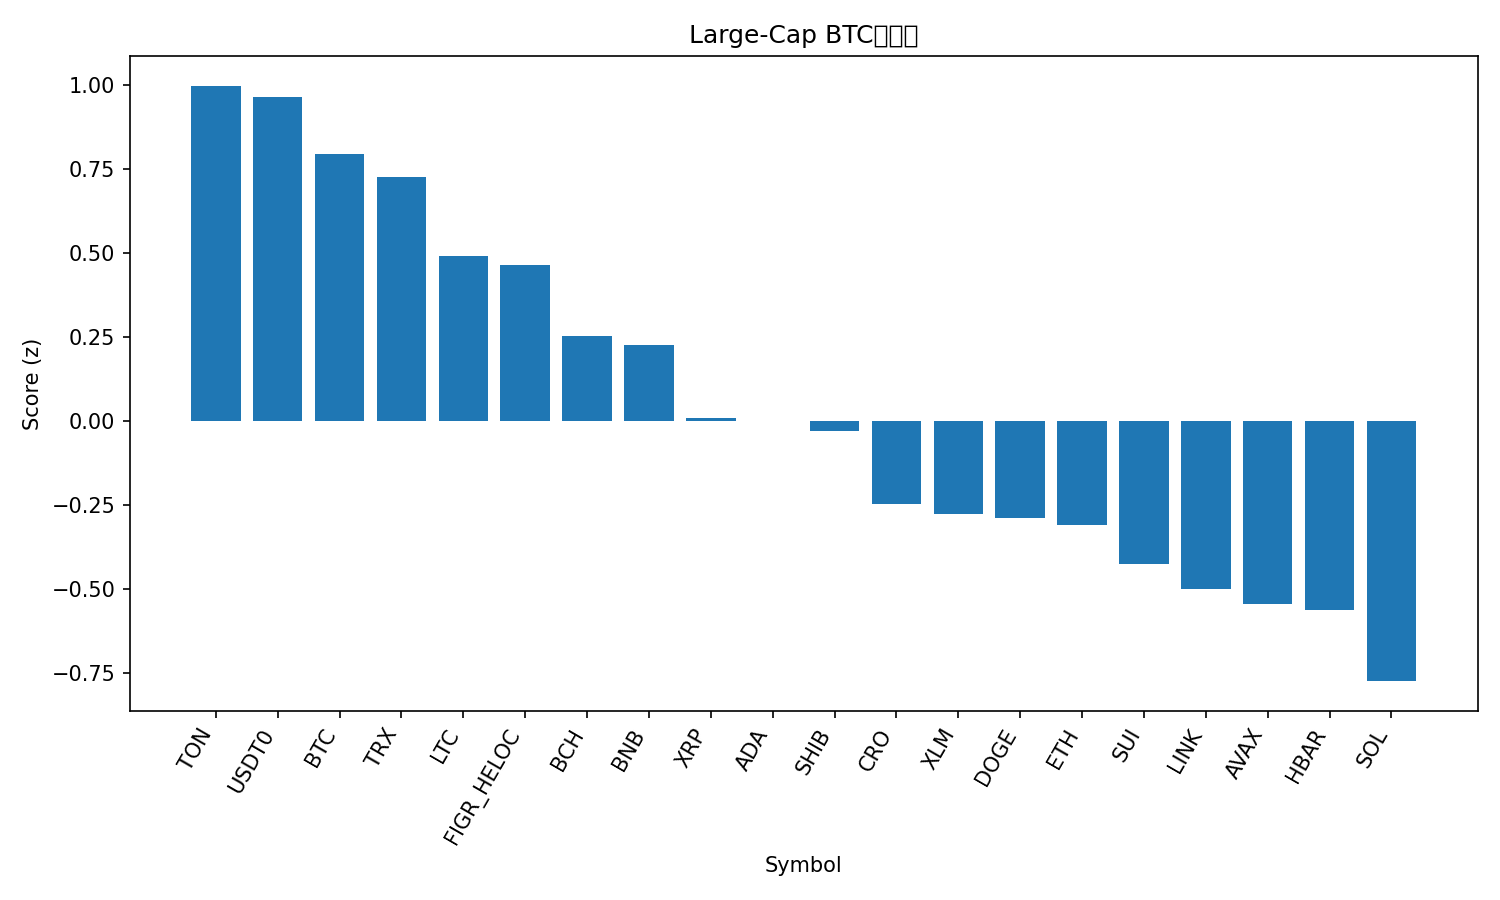 Large-Cap BTC
1.00
0.75
0.50
0.25
0.00
−0.25
−0.50
−0.75
Score (z)
TON
USDT0
BTC
TRX
LTC
FIGR_HELOC
BCH
BNB
XRP
ADA
SHIB
CRO
XLM
DOGE
ETH
SUI
LINK
AVAX
HBAR
SOL
Symbol